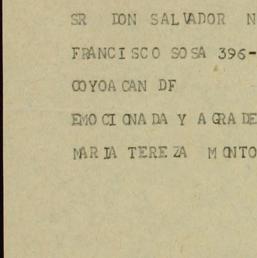 SR DON SALVADOR N
FRANCISCO SOSA 396-
COYOACAN DF
EMOCIONADA Y AGRADE
MARIA TEREZA MONTO